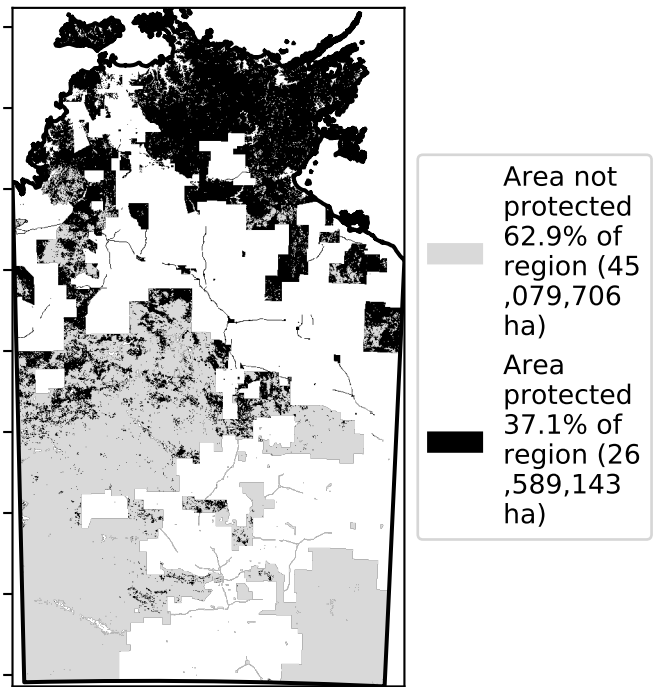 Area not
protected
62.9% of
region (45
,079,706
ha)
Area
protected
37.1% of
region (26
,589,143
ha)